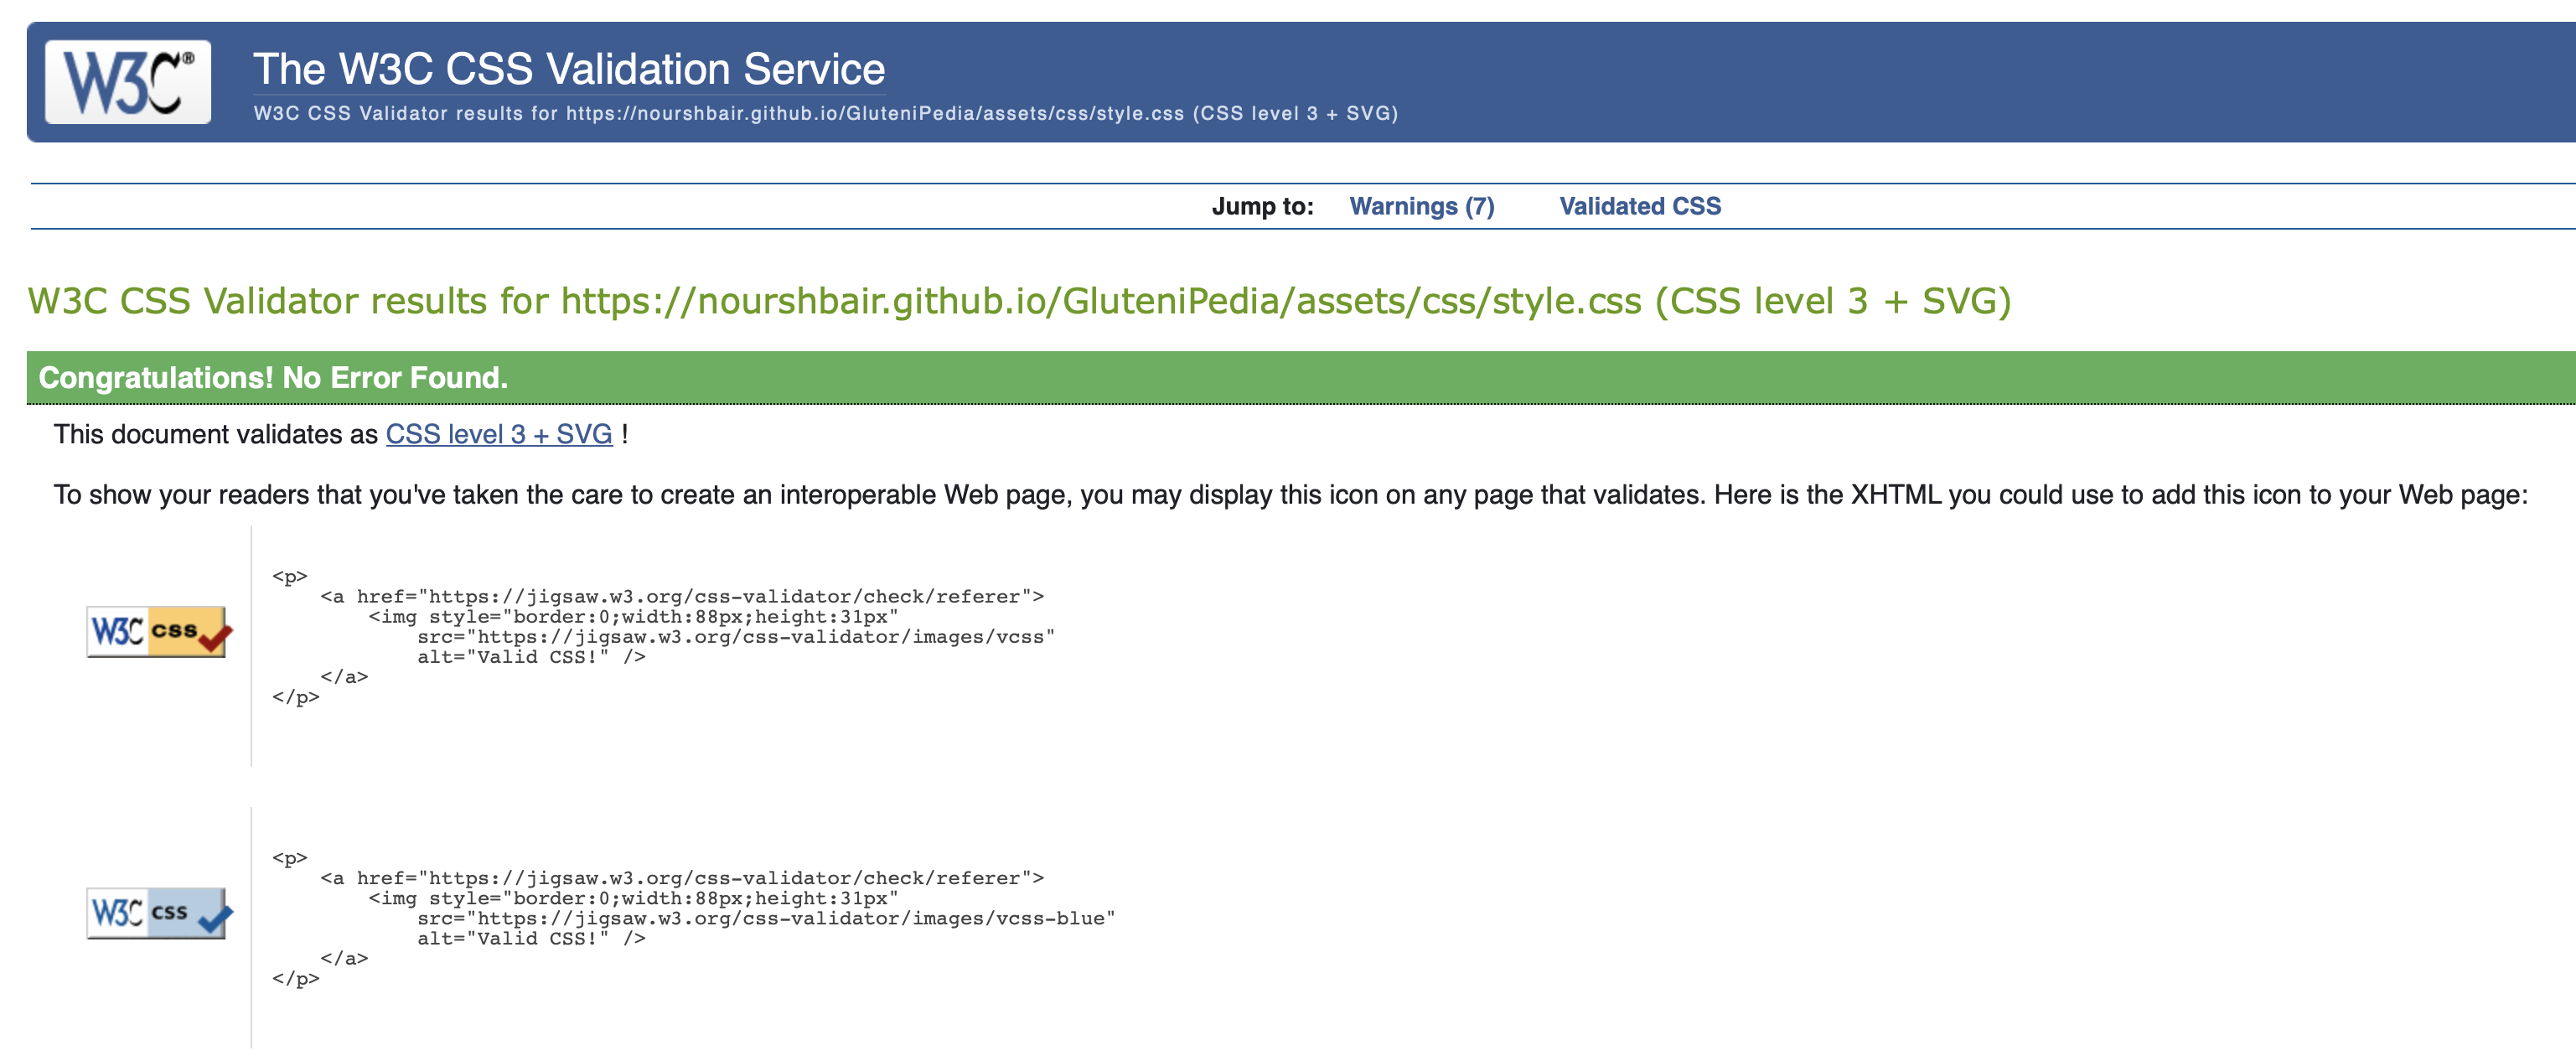 W3C®
The W3C CSS Validation Service
W3C CSS Validator results for https://nourshbair.github.io/GluteniPedia/assets/css/style.css (CSS level 3 + SVG)
Jump to: Warnings (7) Validated CSS
W3C CSS Validator results for https://nourshbair.github.io/GluteniPedia/assets/css/style.css (CSS level 3 + SVG)
Congratulations! No Error Found.
This document validates as CSS level 3 + SVG !
To show your readers that you've taken the care to create an interoperable Web page, you may display this icon on any page that validates. Here is the XHTML you could use to add this icon to your Web page:
W3C css
<p>
<a href="https://jigsaw.w3.org/css-validator/check/referer">
<img style="border:0;width:88px;height:31px"
src="https://jigsaw.w3.org/css-validator/images/vcss"
alt="Valid CSS!" />
</a>
</p>
W3C css
<p>
<a href="https://jigsaw.w3.org/css-validator/check/referer">
<img style="border:0;width:88px;height:31px"
src="https://jigsaw.w3.org/css-validator/images/vcss-blue"
alt="Valid CSS!" />
</a>
</p>